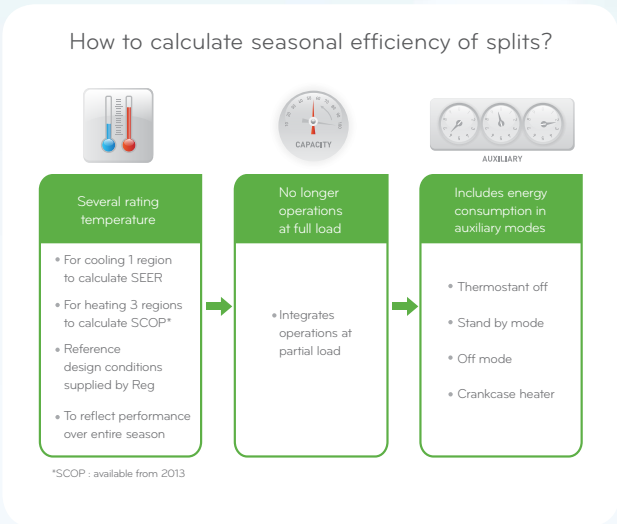 How to calculate seasonal efficiency of splits?
CAPACITY
AUXILIARY
Several rating
temperature
• For cooling 1 region
to calculate SEER
• For heating 3 regions
to calculate SCOP*
• Reference
design conditions
supplied by Reg
• To reflect performance
over entire season
No longer
operations
at full load
• Integrates
operations at
partial load
Includes energy
consumption in
auxiliary modes
• Thermostant off
• Stand by mode
• Off mode
• Crankcase heater
*SCOP : available from 2013